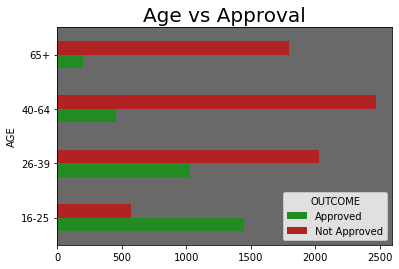 Age vs Approval
65+
40-64
26-39
16-25
AGE
OUTCOME
Approved
Not Approved
0 500 1000 1500 2000 2500